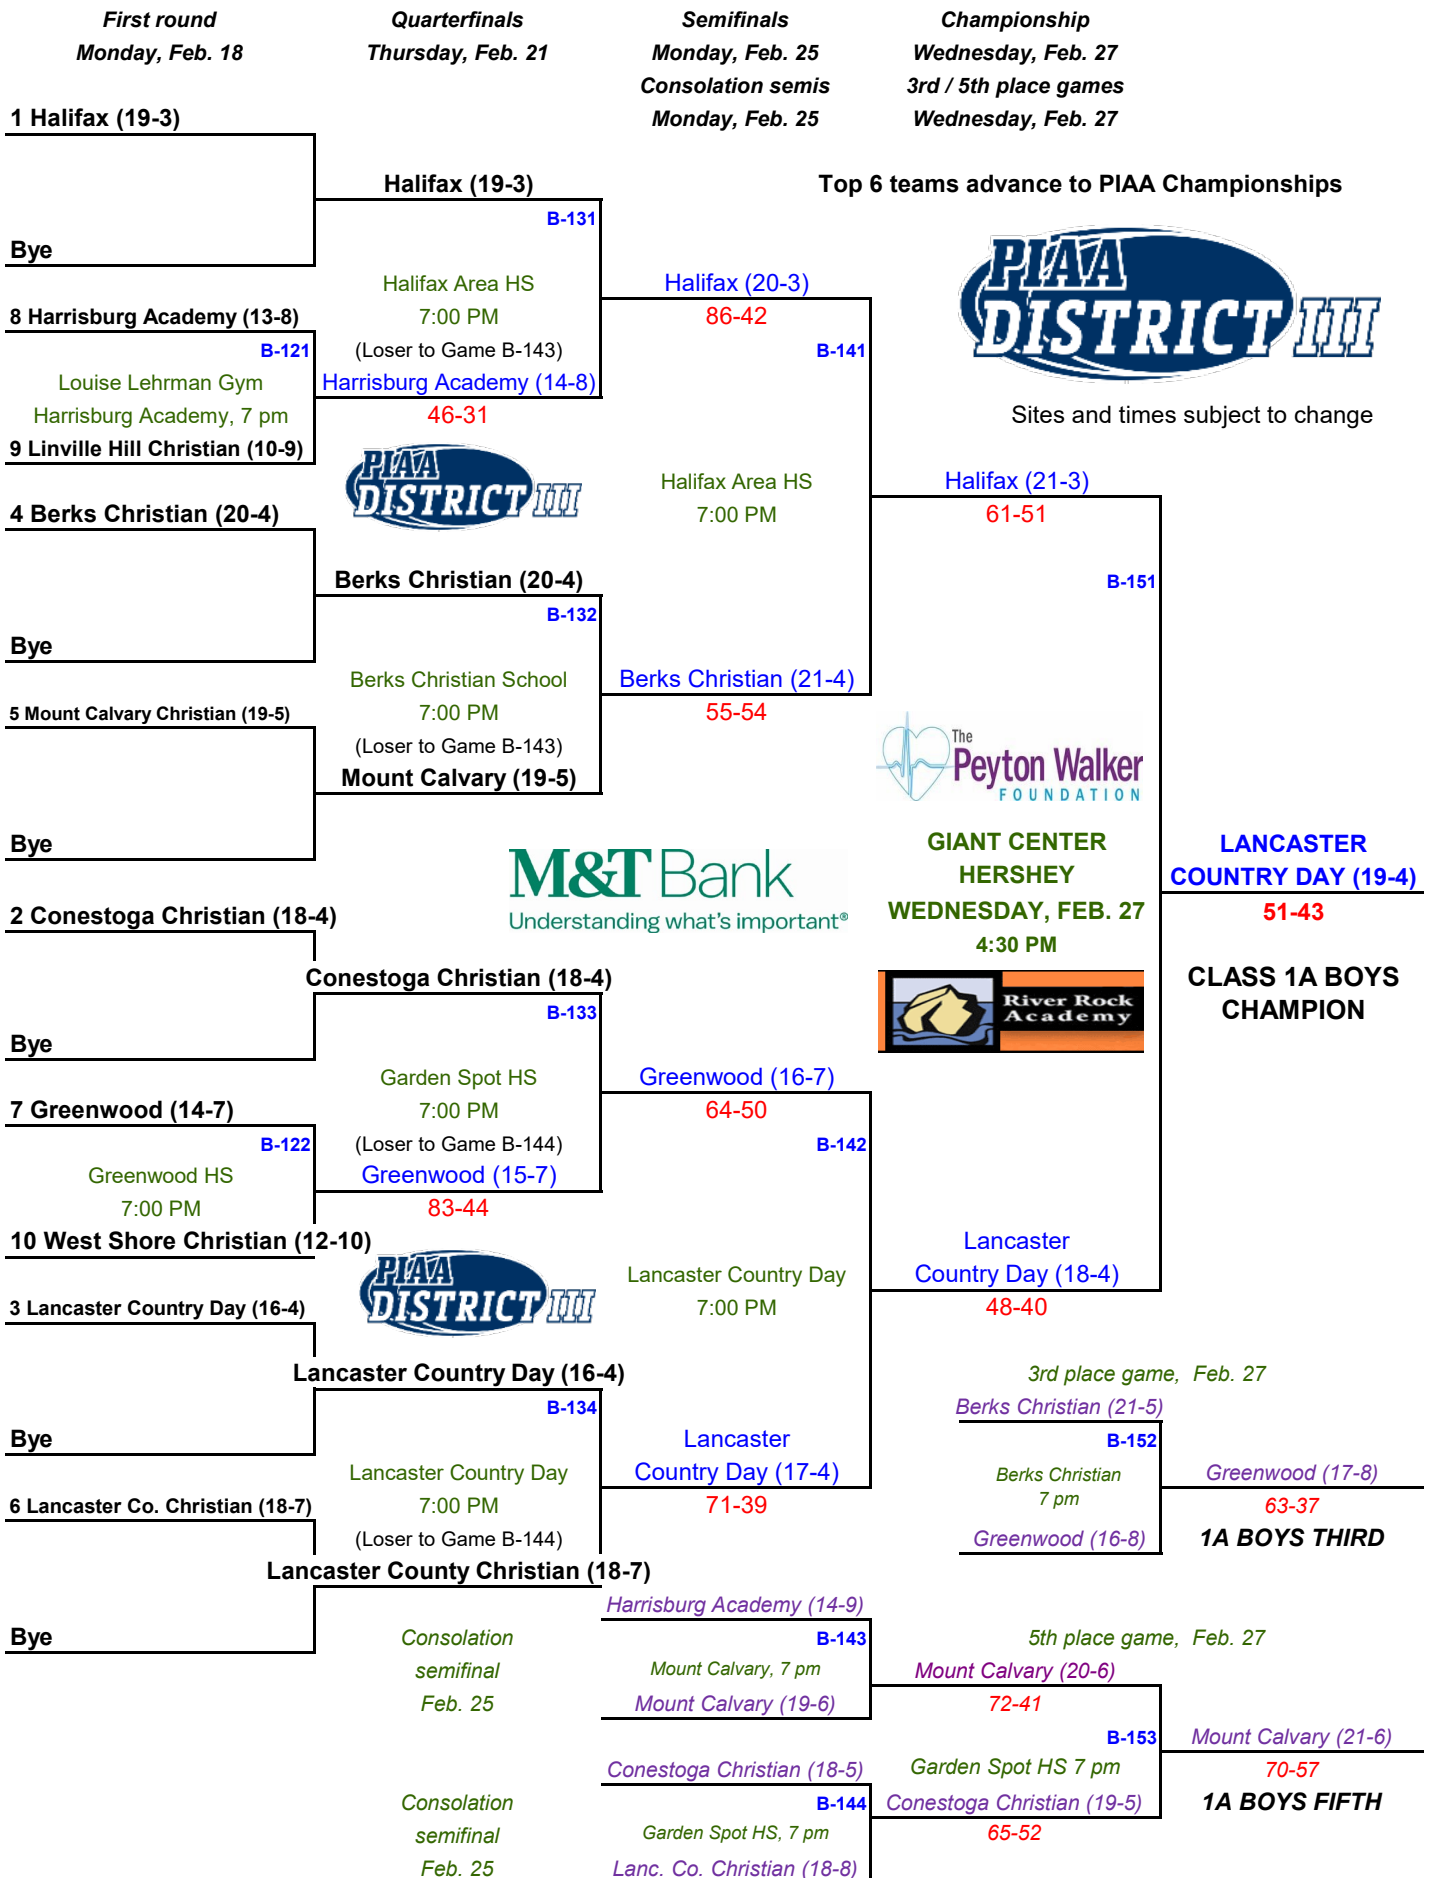 First round
Monday, Feb. 18
Quarterfinals
Thursday, Feb. 21
Semifinals
Monday, Feb. 25
Consolation semis
Monday, Feb. 25
Championship
Wednesday, Feb. 27
3rd / 5th place games
Wednesday, Feb. 27
Top 6 teams advance to PIAA Championships
PIAA
DISTRICT III
Sites and times subject to change
1 Halifax (19-3)
Bye
8 Harrisburg Academy (13-8)
B-121
Louise Lehrman Gym
Harrisburg Academy, 7 pm
9 Linville Hill Christian (10-9)
4 Berks Christian (20-4)
Bye
5 Mount Calvary Christian (19-5)
Bye
2 Conestoga Christian (18-4)
Bye
7 Greenwood (14-7)
B-122
Greenwood HS
7:00 PM
10 West Shore Christian (12-10)
3 Lancaster Country Day (16-4)
Bye
6 Lancaster Co. Christian (18-7)
Bye
Halifax (19-3)
B-131
Halifax Area HS
7:00 PM
(Loser to Game B-143)
Harrisburg Academy (14-8)
46-31
PIAA
DISTRICT III
Berks Christian (20-4)
B-132
Berks Christian School
7:00 PM
(Loser to Game B-143)
Mount Calvary (19-5)
M&T Bank
Understanding what's important®
Conestoga Christian (18-4)
B-133
Garden Spot HS
7:00 PM
(Loser to Game B-144)
Greenwood (15-7)
83-44
PIAA
DISTRICT III
Lancaster Country Day (16-4)
B-134
Lancaster Country Day
7:00 PM
(Loser to Game B-144)
Lancaster County Christian (18-7)
Halifax (20-3)
86-42
B-141
Halifax Area HS
7:00 PM
Berks Christian (21-4)
55-54
Greenwood (16-7)
64-50
B-142
Lancaster Country Day
7:00 PM
Lancaster
Country Day (17-4)
71-39
Halifax (21-3)
61-51
B-151
The
Peyton Walker
FOUNDATION
GIANT CENTER
HERSHEY
WEDNESDAY, FEB. 27
4:30 PM
River Rock
Academy
Lancaster
Country Day (18-4)
48-40
LANCASTER
COUNTRY DAY (19-4)
51-43
CLASS 1A BOYS
CHAMPION
3rd place game, Feb. 27
Berks Christian (21-5)
B-152
Berks Christian
7 pm
Greenwood (16-8)
Greenwood (17-8)
63-37
1A BOYS THIRD
Consolation
semifinal
Feb. 25
Harrisburg Academy (14-9)
B-143
Mount Calvary, 7 pm
Mount Calvary (19-6)
Consolation
semifinal
Feb. 25
Conestoga Christian (18-5)
B-144
Garden Spot HS, 7 pm
Lanc. Co. Christian (18-8)
5th place game, Feb. 27
Mount Calvary (20-6)
72-41
B-153
Garden Spot HS 7 pm
Conestoga Christian (19-5)
65-52
Mount Calvary (21-6)
70-57
1A BOYS FIFTH